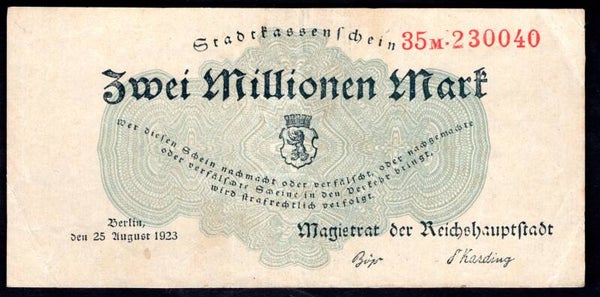 Stadtkassenschein 35M·230040
Zwei Millionen Mark
Wer diesen Schein nachmacht oder verfälscht, oder nachgemachte
oder verfälschte Scheine in den Verkehr bringt,
wird strafrechtlich verfolgt.
Berlin,
den 25 August 1923
Magistrat der Reichshauptstadt
Karding